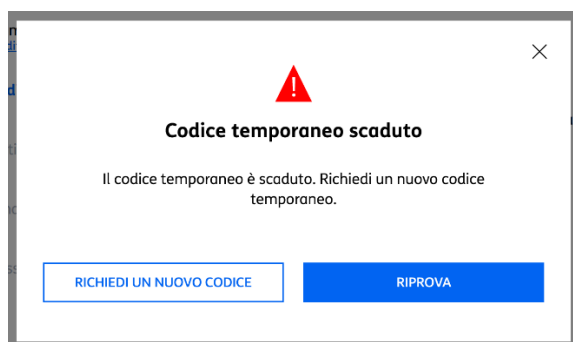 Codice temporaneo scaduto
Il codice temporaneo è scaduto. Richiedi un nuovo codice
temporaneo.
RICHIEDI UN NUOVO CODICE
RIPROVA